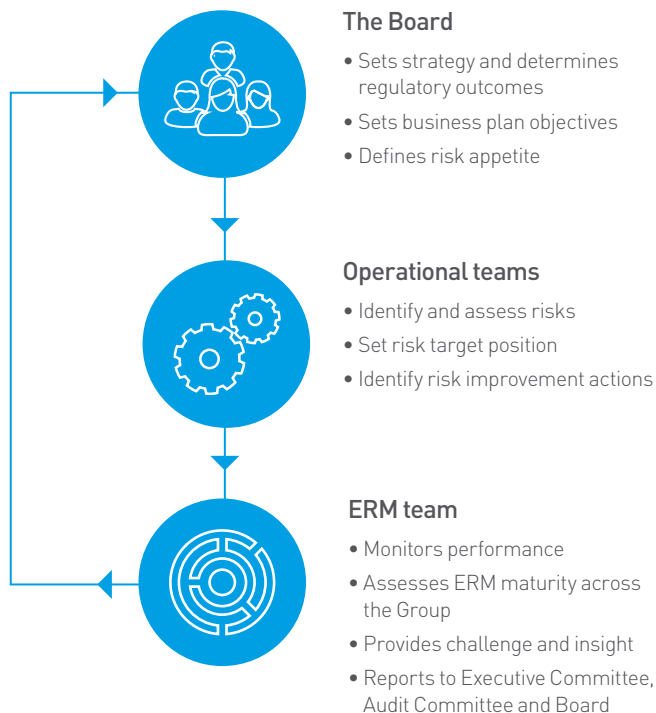 The Board
• Sets strategy and determines
regulatory outcomes
• Sets business plan objectives
• Defines risk appetite
Operational teams
• Identify and assess risks
• Set risk target position
• Identify risk improvement actions
ERM team
• Monitors performance
• Assesses ERM maturity across
the Group
• Provides challenge and insight
• Reports to Executive Committee,
Audit Committee and Board